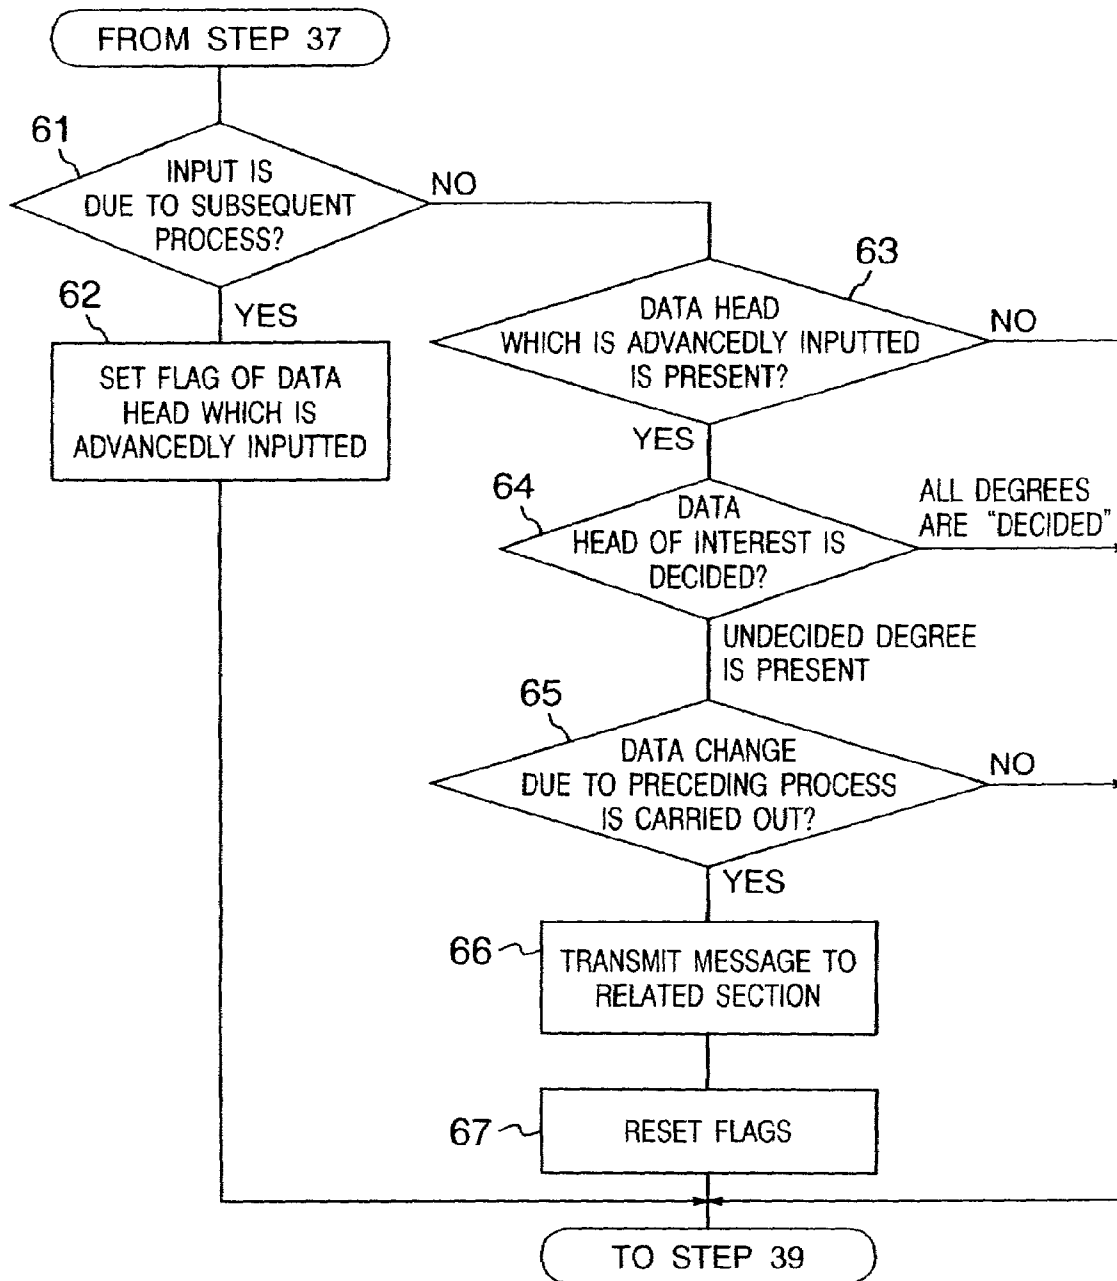 FROM STEP 37
61
INPUT IS
DUE TO SUBSEQUENT
PROCESS?
NO
YES
62
SET FLAG OF DATA
HEAD WHICH IS
ADVANCEDLY INPUTTED
63
DATA HEAD
WHICH IS ADVANCEDLY INPUTTED
IS PRESENT?
NO
YES
64
DATA
HEAD OF INTEREST IS
DECIDED?
ALL DEGREES
ARE "DECIDED"
UNDECIDED DEGREE
IS PRESENT
65
DATA CHANGE
DUE TO PRECEDING PROCESS
IS CARRIED OUT?
NO
YES
66
TRANSMIT MESSAGE TO
RELATED SECTION
67
RESET FLAGS
TO STEP 39